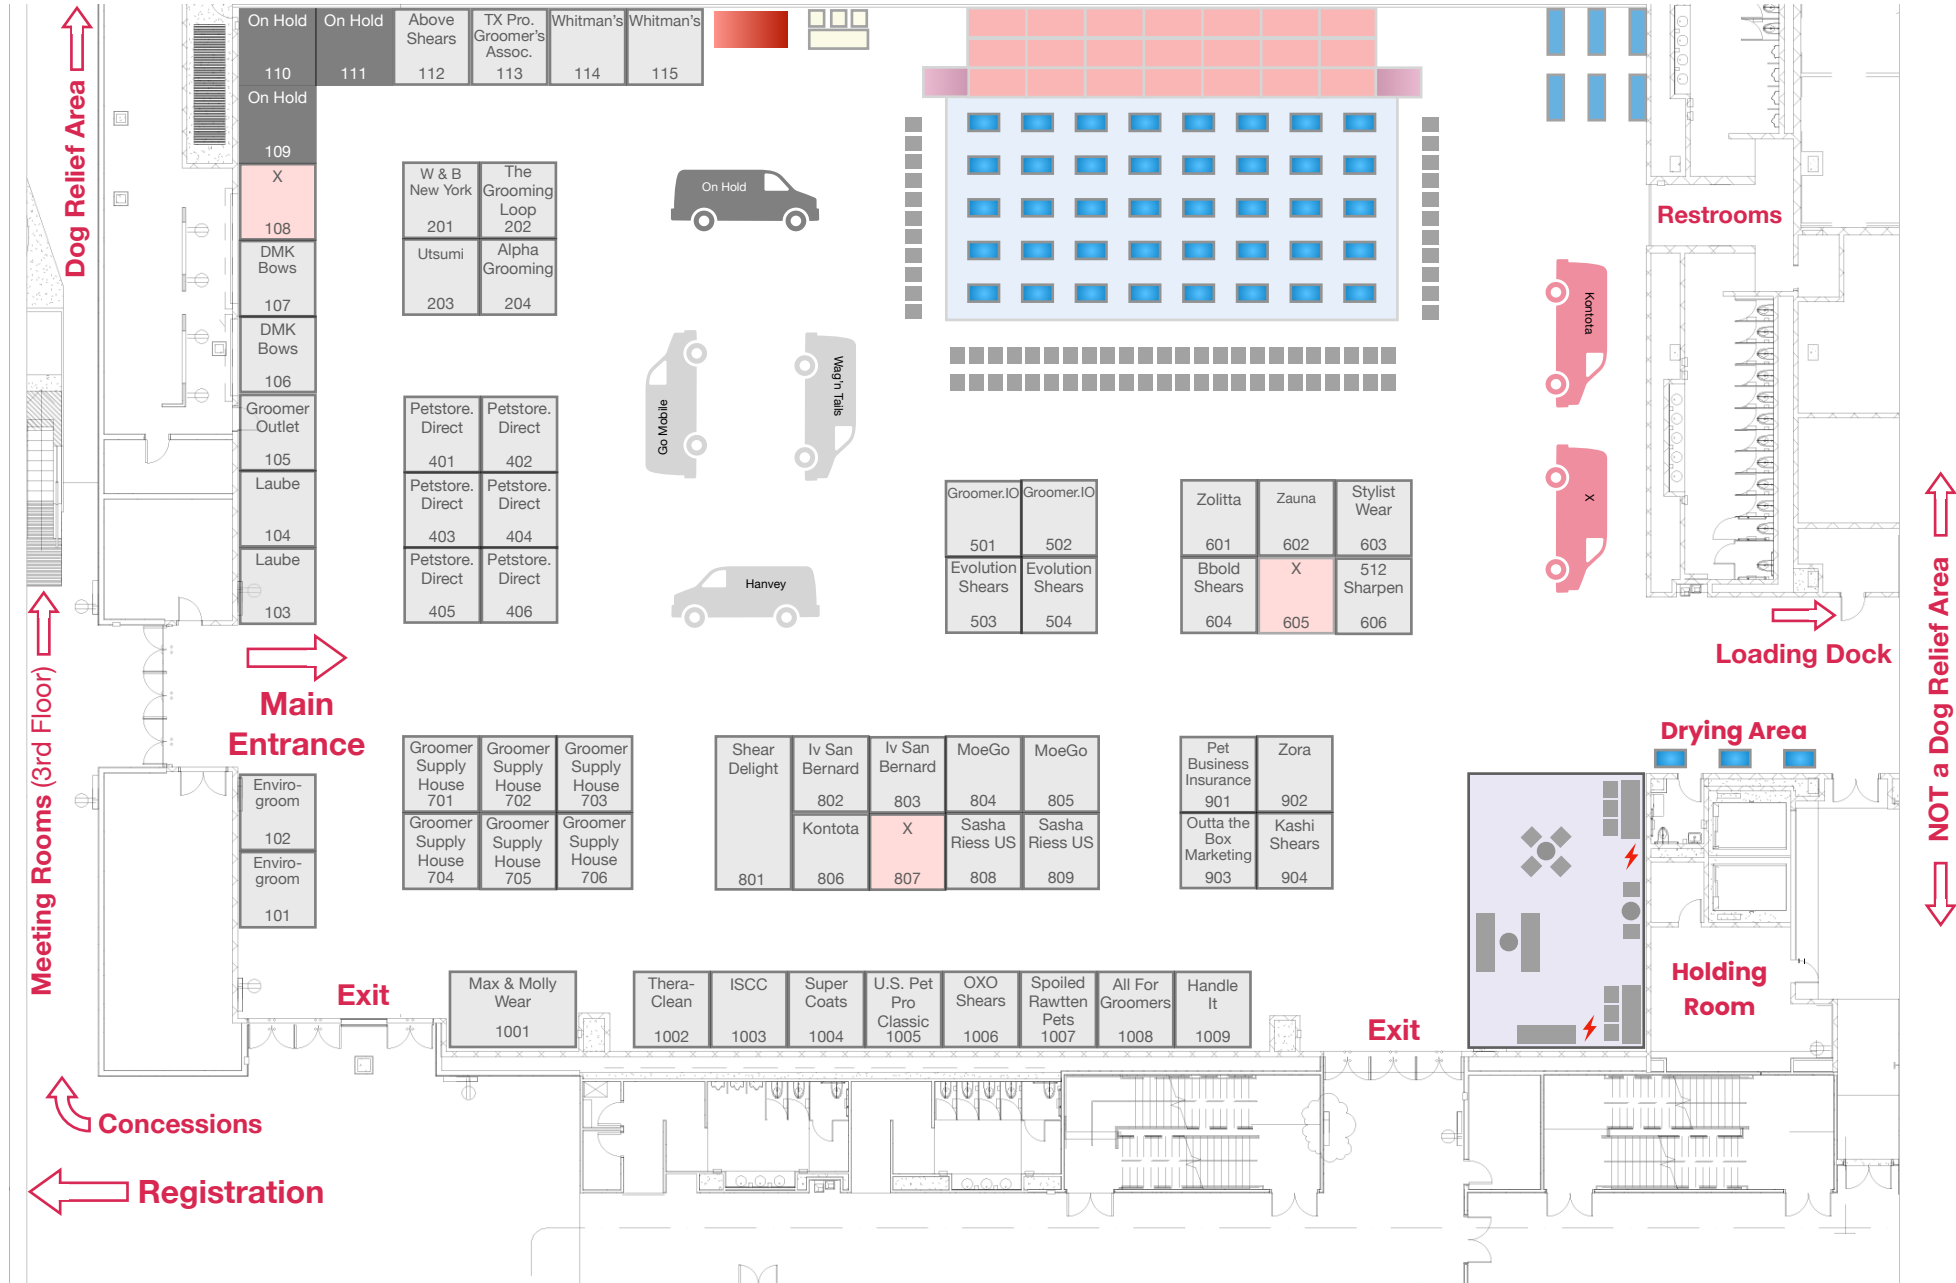 On Hold
110
On Hold
111
Above
Shears
112
TX Pro.
Groomer's
Assoc.
113
Whitman's
114
Whitman's
115
On Hold
109
X
108
DMK
Bows
107
DMK
Bows
106
Groomer
Outlet
105
Laube
104
Laube
103
Dog Relief Area
W & B
New York
201
The
Grooming
Loop
202
Utsumi
203
Alpha
Grooming
204
On Hold
Go Mobile
Wag'n Tails
Hanvey
Kontota
X
Restrooms
Petstore.
Direct
401
Petstore.
Direct
402
Petstore.
Direct
403
Petstore.
Direct
404
Petstore.
Direct
405
Petstore.
Direct
406
Groomer.IO
501
Groomer.IO
502
Evolution
Shears
503
Evolution
Shears
504
Zolitta
601
Zauna
602
Stylist
Wear
603
Bbold
Shears
604
X
605
512
Sharpen
606
Loading Dock
NOT a Dog Relief Area
Main
Entrance
Meeting Rooms (3rd Floor)
Enviro-
groom
102
Enviro-
groom
101
Groomer
Supply
House
701
Groomer
Supply
House
702
Groomer
Supply
House
703
Groomer
Supply
House
704
Groomer
Supply
House
705
Groomer
Supply
House
706
Shear
Delight
801
Iv San
Bernard
802
Iv San
Bernard
803
MoeGo
804
MoeGo
805
Kontota
806
X
807
Sasha
Riess US
808
Sasha
Riess US
809
Pet
Business
Insurance
901
Zora
902
Outta the
Box
Marketing
903
Kashi
Shears
904
Drying Area
Holding
Room
Exit
Max & Molly
Wear
1001
Thera-
Clean
1002
ISCC
1003
Super
Coats
1004
U.S. Pet
Pro
Classic
1005
OXO
Shears
1006
Spoiled
Rawtten
Pets
1007
All For
Groomers
1008
Handle
It
1009
Exit
Concessions
Registration